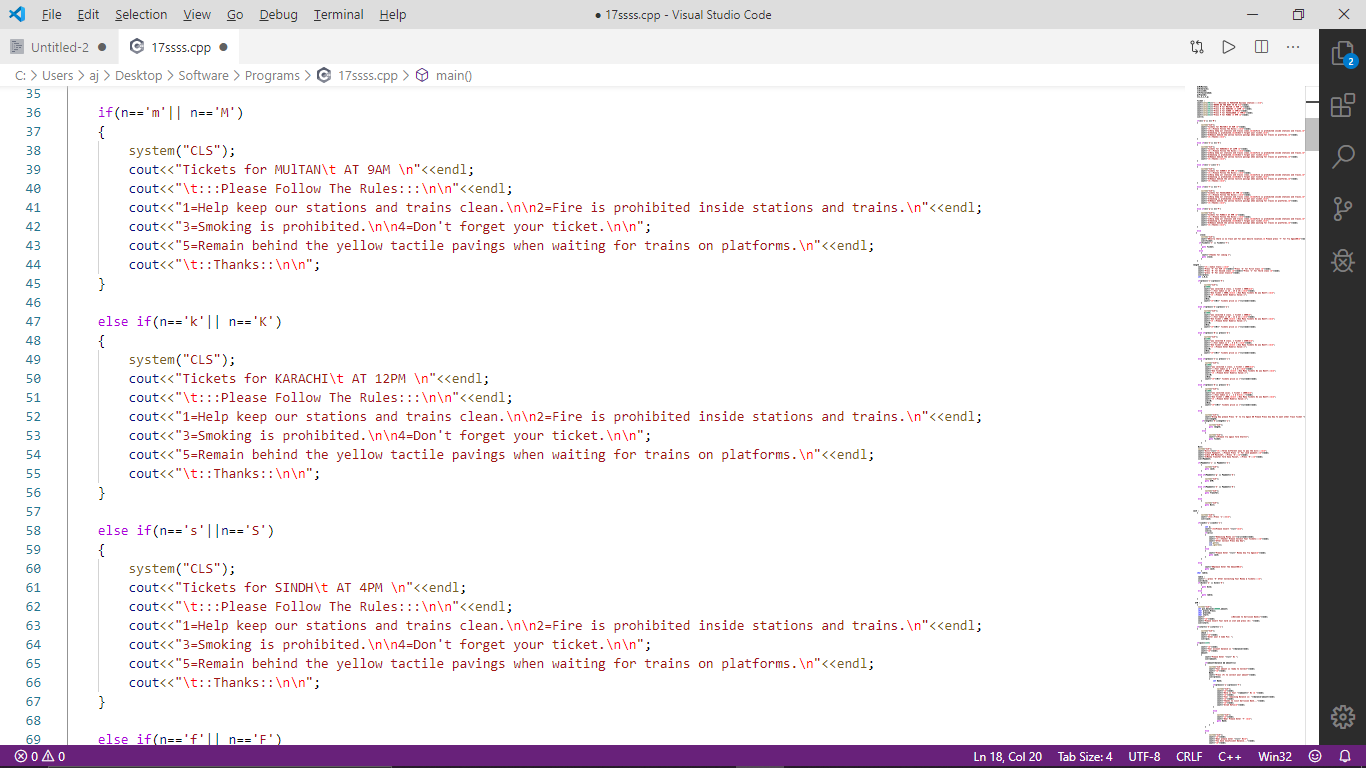 File Edit Selection View Go Debug Terminal Help
● 17ssss.cpp - Visual Studio Code
Untitled-2 ● 17ssss.cpp ●
C: > Users > aj > Desktop > Software > Programs > 17ssss.cpp > main()
2
35
36 if(n=='m'|| n=='M')
37 {
38 system("CLS");
39 cout<<"Tickets for MUlTAN\t AT 9AM \n"<<endl;
40 cout<<"\t:::Please Follow The Rules:::\n\n"<<endl;
41 cout<<"1=Help keep our stations and trains clean.\n\n2=Fire is prohibited inside stations and trains.\n"<<endl;
42 cout<<"3=Smoking is prohibited.\n\n4=Don't forget your ticket.\n\n";
43 cout<<"5=Remain behind the yellow tactile pavings when waiting for trains on platforms.\n"<<endl;
44 cout<<"\t::Thanks::\n\n";
45 }
46
47 else if(n=='k'|| n=='K')
48 {
49 system("CLS");
50 cout<<"Tickets for KARACHI\t AT 12PM \n"<<endl;
51 cout<<"\t:::Please Follow The Rules:::\n\n"<<endl;
52 cout<<"1=Help keep our stations and trains clean.\n\n2=Fire is prohibited inside stations and trains.\n"<<endl;
53 cout<<"3=Smoking is prohibited.\n\n4=Don't forget your ticket.\n\n";
54 cout<<"5=Remain behind the yellow tactile pavings when waiting for trains on platforms.\n"<<endl;
55 cout<<"\t::Thanks::\n\n";
56 }
57
58 else if(n=='s'||n=='S')
59 {
60 system("CLS");
61 cout<<"Tickets for SINDH\t AT 4PM \n"<<endl;
62 cout<<"\t:::Please Follow The Rules:::\n\n"<<endl;
63 cout<<"1=Help keep our stations and trains clean.\n\n2=Fire is prohibited inside stations and trains.\n"<<endl;
64 cout<<"3=Smoking is prohibited.\n\n4=Don't forget your ticket.\n\n";
65 cout<<"5=Remain behind the yellow tactile pavings when waiting for trains on platforms.\n"<<endl;
66 cout<<"\t::Thanks::\n\n";
67 }
68
69 else if(n=='f'|| n=='F')
0 0 Ln 18, Col 20 Tab Size: 4 UTF-8 CRLF C++ Win32